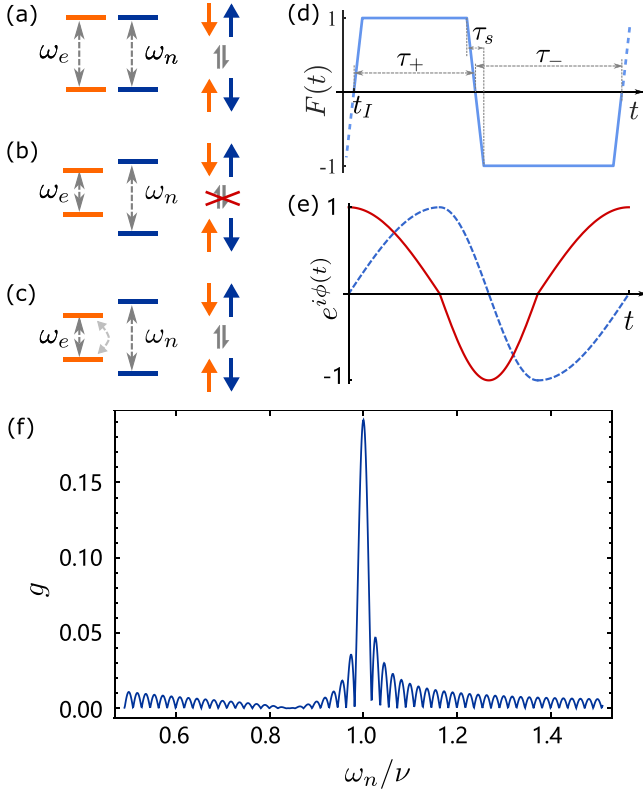 (a)
ω_e
ω_n
(b)
ω_e
ω_n
(c)
ω_e
ω_n
(d)
F(t)
1
-1
τ_+
τ_s
τ_−
t_I
t
(e)
e^{iϕ(t)}
1
-1
t
(f)
g
0.15
0.10
0.05
0.00
0.6
0.8
1.0
1.2
1.4
ω_n/ν